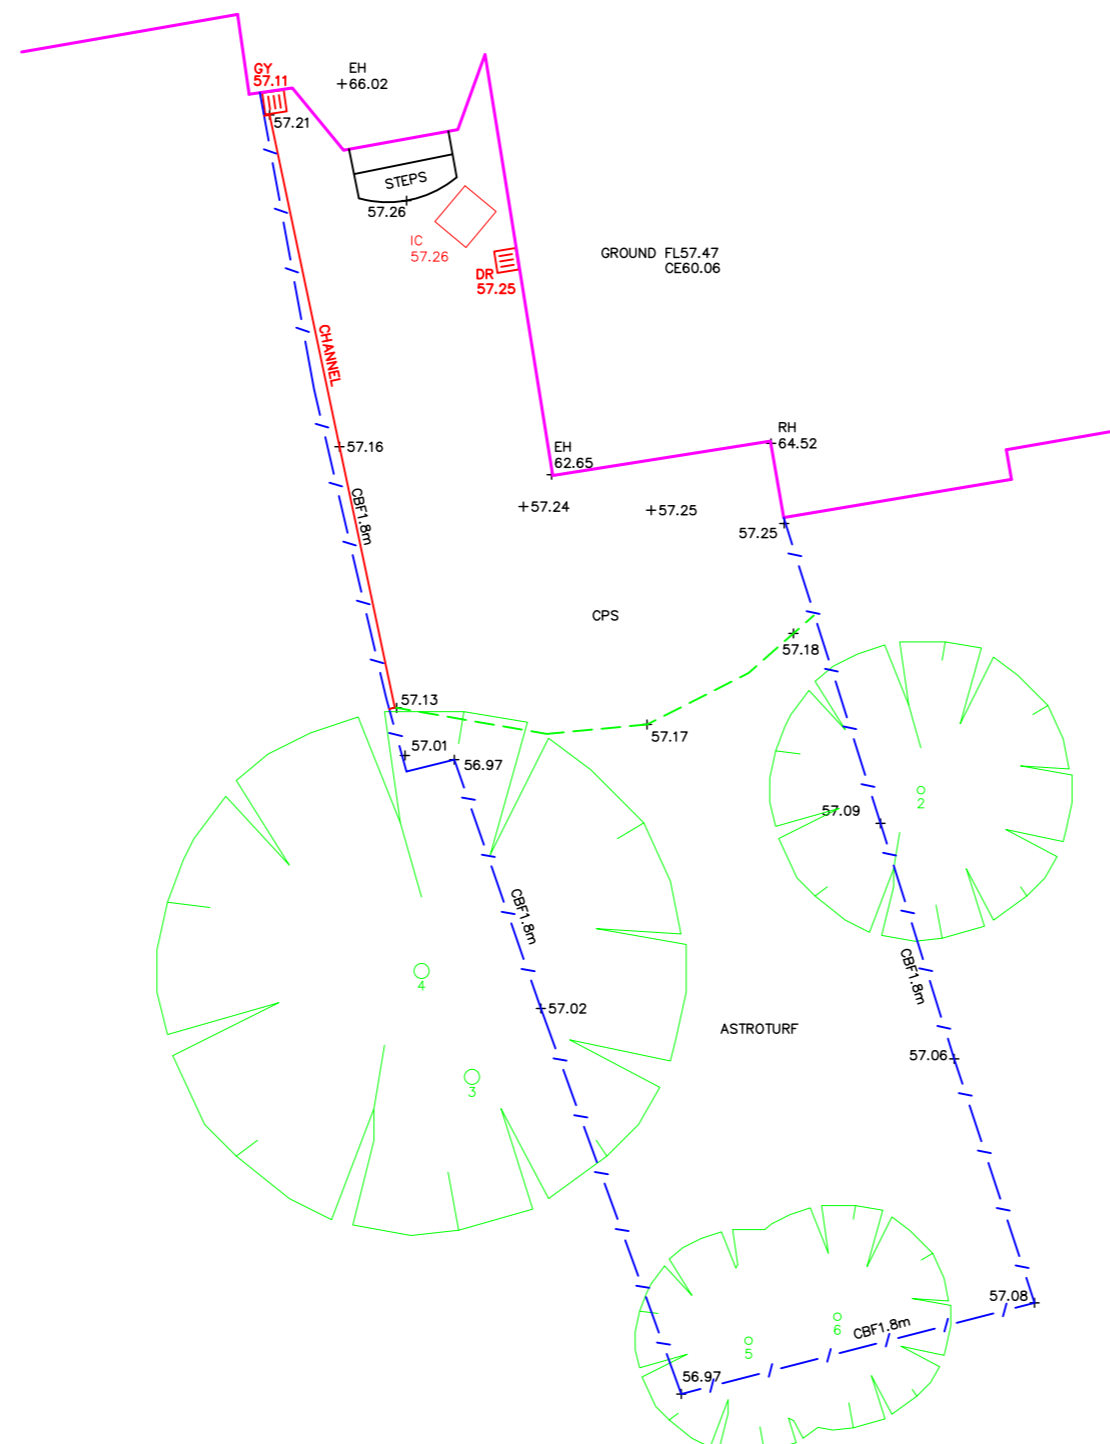 EH
+66.02
GY
57.11
57.21
STEPS
57.26
IC
57.26
DR
57.25
GROUND FL57.47
CE60.06
CHANNEL
57.16
CBF1.8m
EH
62.65
RH
64.52
57.24
57.25
57.25
CPS
57.18
57.13
57.17
57.01
56.97
2
57.09
CBF1.8m
CBF1.8m
4
57.02
ASTROTURF
57.06
3
57.08
6
CBF1.8m
5
56.97